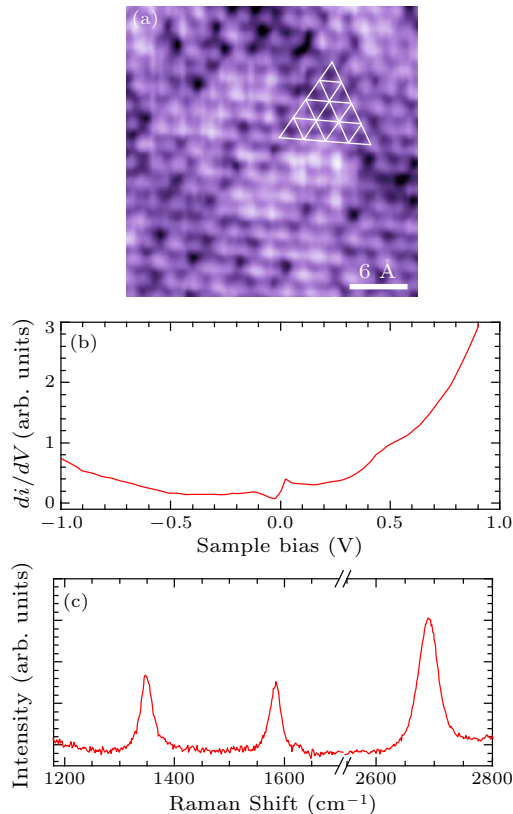 (a)
6 Å
(b)
di/dV (arb. units)
3
2
1
0
−1.0 −0.5 0.0 0.5 1.0
Sample bias (V)
(c)
Intensity (arb. units)
1200 1400 1600 2600 2800
Raman Shift (cm⁻¹)